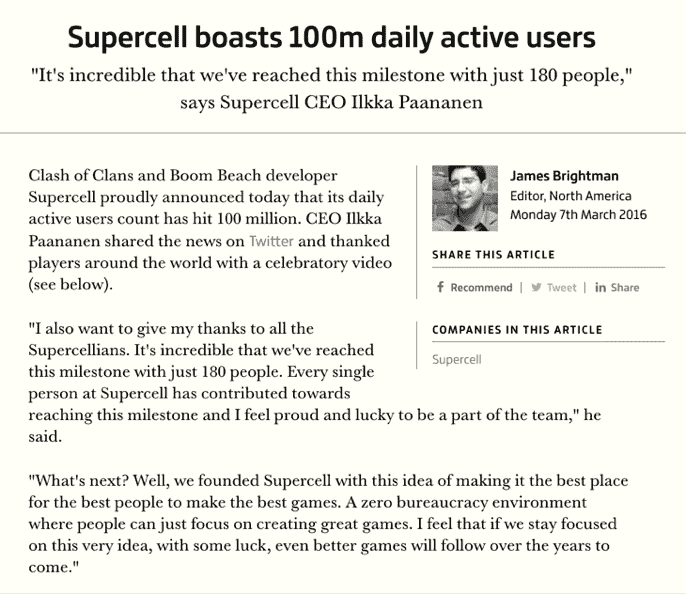 Supercell boasts 100m daily active users
"It's incredible that we've reached this milestone with just 180 people,"
says Supercell CEO Ilkka Paananen
Clash of Clans and Boom Beach developer
Supercell proudly announced today that its daily
active users count has hit 100 million. CEO Ilkka
Paananen shared the news on Twitter and thanked
players around the world with a celebratory video
(see below).
"I also want to give my thanks to all the
Supercellians. It's incredible that we've reached
this milestone with just 180 people. Every single
person at Supercell has contributed towards
reaching this milestone and I feel proud and lucky to be a part of the team," he
said.
"What's next? Well, we founded Supercell with this idea of making it the best place
for the best people to make the best games. A zero bureaucracy environment
where people can just focus on creating great games. I feel that if we stay focused
on this very idea, with some luck, even better games will follow over the years to
come."
James Brightman
Editor, North America
Monday 7th March 2016
SHARE THIS ARTICLE
Recommend | Tweet | in Share
COMPANIES IN THIS ARTICLE
Supercell